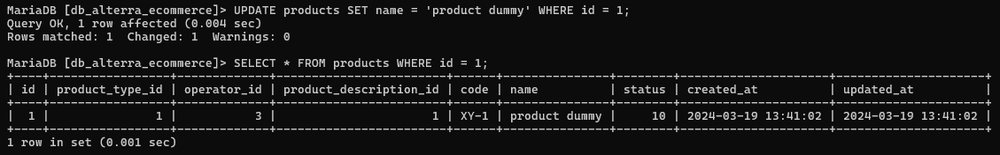 MariaDB [db_alterra_ecommerce]> UPDATE products SET name = 'product dummy' WHERE id = 1;
Query OK, 1 row affected (0.004 sec)
Rows matched: 1  Changed: 1  Warnings: 0

MariaDB [db_alterra_ecommerce]> SELECT * FROM products WHERE id = 1;
+----+-----------------+-------------+------------------------+------+---------------+--------+---------------------+---------------------+
| id | product_type_id | operator_id | product_description_id | code | name          | status | created_at          | updated_at          |
+----+-----------------+-------------+------------------------+------+---------------+--------+---------------------+---------------------+
|  1 |               1 |           3 |                      1 | XY-1 | product dummy |     10 | 2024-03-19 13:41:02 | 2024-03-19 13:41:02 |
+----+-----------------+-------------+------------------------+------+---------------+--------+---------------------+---------------------+
1 row in set (0.001 sec)